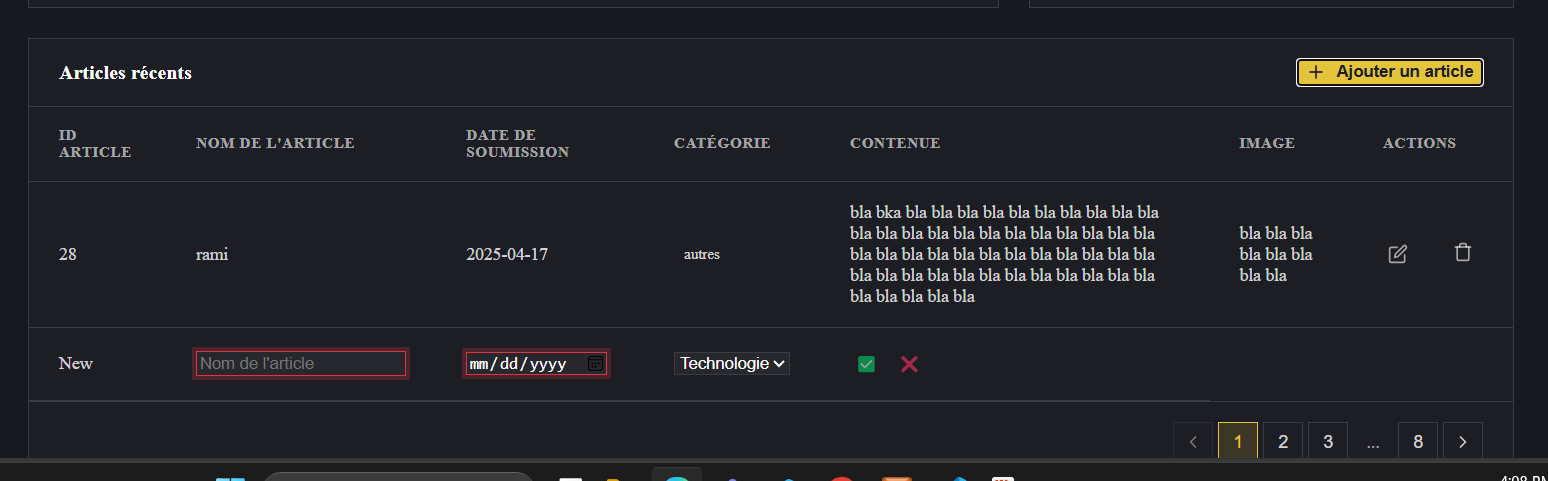 Articles récents
+ Ajouter un article
ID ARTICLE
NOM DE L'ARTICLE
DATE DE SOUMISSION
CATÉGORIE
CONTENUE
IMAGE
ACTIONS
28
rami
2025-04-17
autres
bla bka bla bla bla bla bla bla bla bla bla bla
bla bla bla bla bla bla bla bla bla bla bla bla
bla bla bla bla bla bla bla bla bla bla bla bla
bla bla bla bla bla bla bla bla bla bla bla bla
bla bla bla bla bla
bla bla bla
bla bla bla
bla bla
New
Nom de l'article
mm/dd/yyyy
Technologie
1 2 3 ... 8